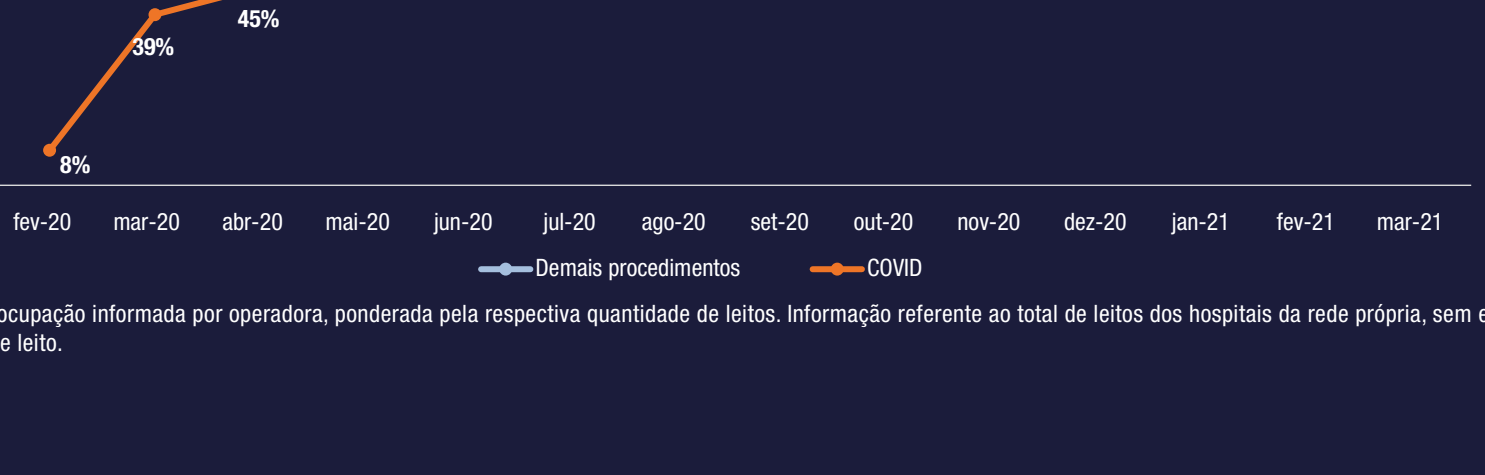 45%
39%
8%
fev-20 mar-20 abr-20 mai-20 jun-20 jul-20 ago-20 set-20 out-20 nov-20 dez-20 jan-21 fev-21 mar-21
Demais procedimentos COVID
ocupação informada por operadora, ponderada pela respectiva quantidade de leitos. Informação referente ao total de leitos dos hospitais da rede própria, sem
e leito.